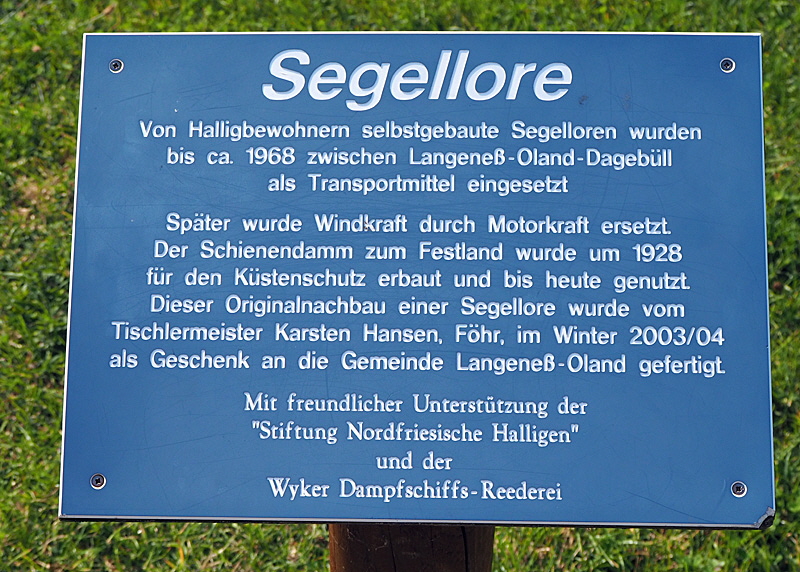 Segellore
Von Halligbewohnern selbstgebaute Segelloren wurden
bis ca. 1968 zwischen Langeneß-Oland-Dagebüll
als Transportmittel eingesetzt
Später wurde Windkraft durch Motorkraft ersetzt.
Der Schienendamm zum Festland wurde um 1928
für den Küstenschutz erbaut und bis heute genutzt.
Dieser Originalnachbau einer Segellore wurde vom
Tischlermeister Karsten Hansen, Föhr, im Winter 2003/04
als Geschenk an die Gemeinde Langeneß-Oland gefertigt.
Mit freundlicher Unterstützung der
"Stiftung Nordfriesische Halligen"
und der
Wyker Dampfschiffs-Reederei